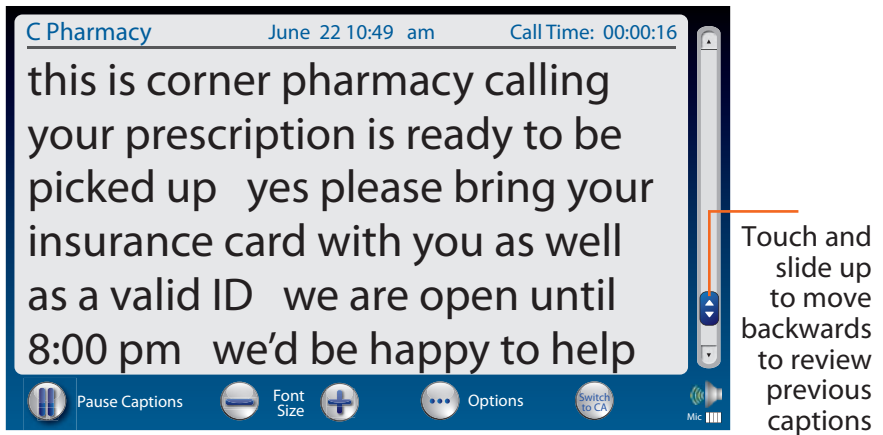 C Pharmacy June 22 10:49 am Call Time: 00:00:16
this is corner pharmacy calling
your prescription is ready to be
picked up yes please bring your
insurance card with you as well
as a valid ID we are open until
8:00 pm we’d be happy to help
Pause Captions
Font
Size
Options
Switch
to CA
Mic
Touch and
slide up
to move
backwards
to review
previous
captions